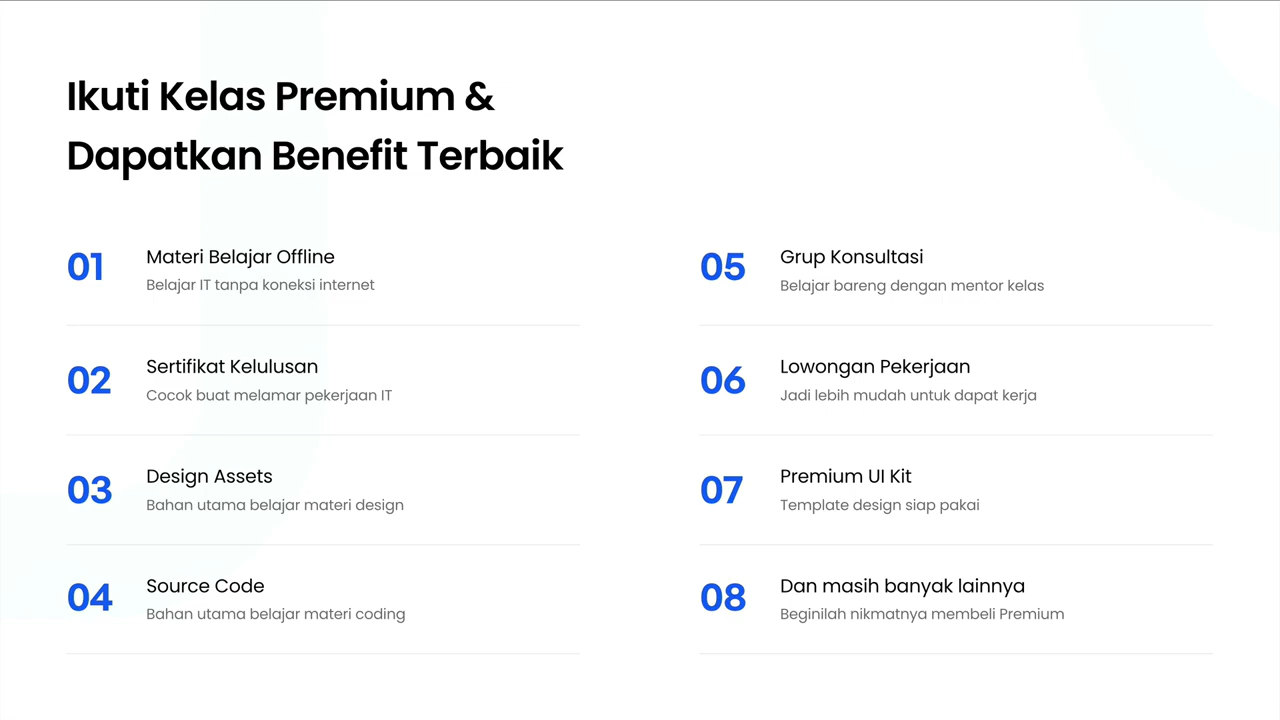 Ikuti Kelas Premium &
Dapatkan Benefit Terbaik
01
Materi Belajar Offline
Belajar IT tanpa koneksi internet
02
Sertifikat Kelulusan
Cocok buat melamar pekerjaan IT
03
Design Assets
Bahan utama belajar materi design
04
Source Code
Bahan utama belajar materi coding
05
Grup Konsultasi
Belajar bareng dengan mentor kelas
06
Lowongan Pekerjaan
Jadi lebih mudah untuk dapat kerja
07
Premium UI Kit
Template design siap pakai
08
Dan masih banyak lainnya
Beginilah nikmatnya membeli Premium